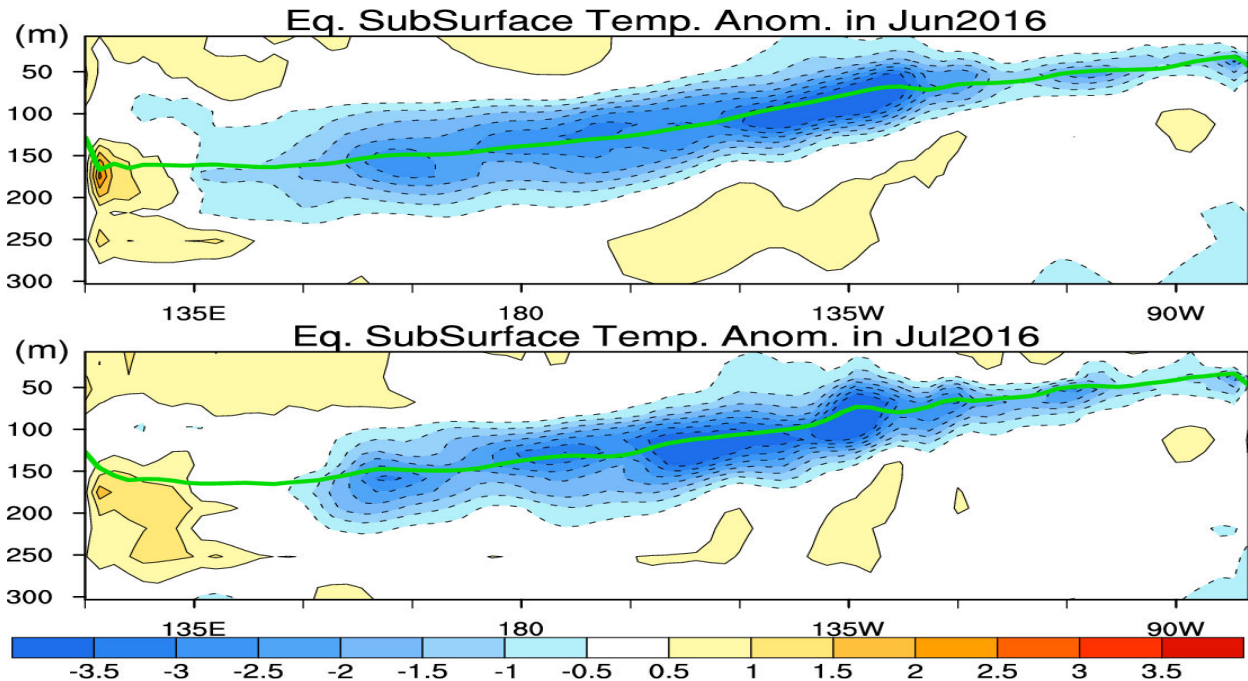 Eq. SubSurface Temp. Anom. in Jun2016
(m)
50
100
150
200
250
300
135E 180 135W 90W
Eq. SubSurface Temp. Anom. in Jul2016
(m)
50
100
150
200
250
300
135E 180 135W 90W
-3.5 -3 -2.5 -2 -1.5 -1 -0.5 0.5 1 1.5 2 2.5 3 3.5